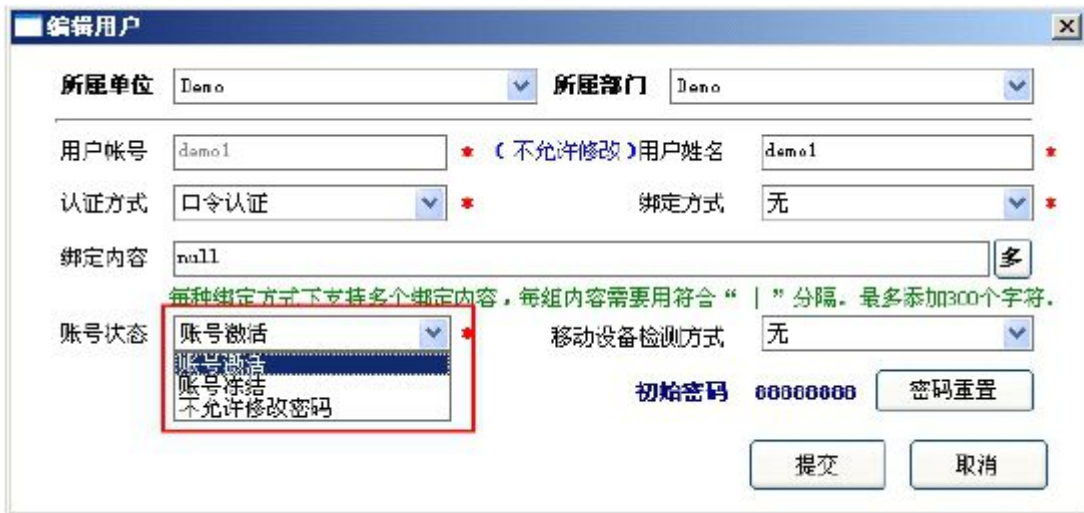 编辑用户
所属单位 Demo 所属部门 Demo
用户帐号 demo1 * (不允许修改)用户姓名 demo1 *
认证方式 口令认证 * 绑定方式 无 *
绑定内容 null 多
每种绑定方式下支持多个绑定内容，每组内容需要用符合“ | ”分隔。最多添加300个字符.
账号状态 账号激活 * 移动设备检测方式 无
账号激活
账号冻结
不允许修改密码
初始密码 88888888 密码重置
提交 取消